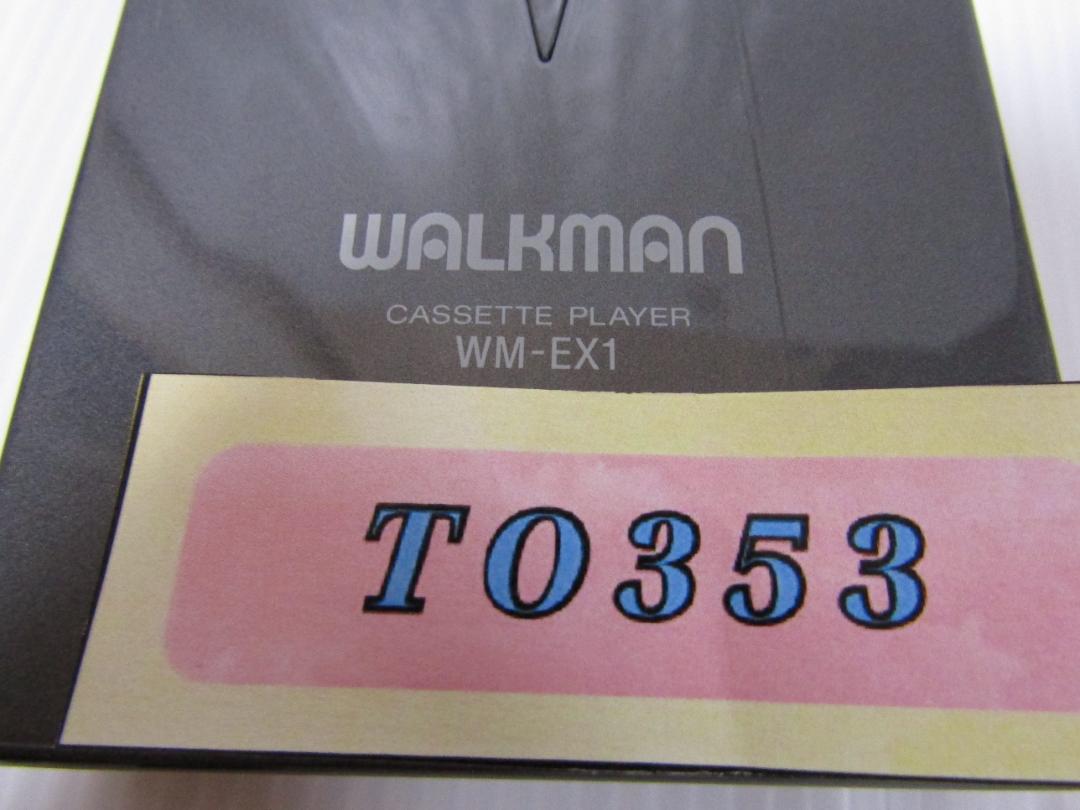 WALKMAN
CASSETTE PLAYER
WM-EX1
TO353